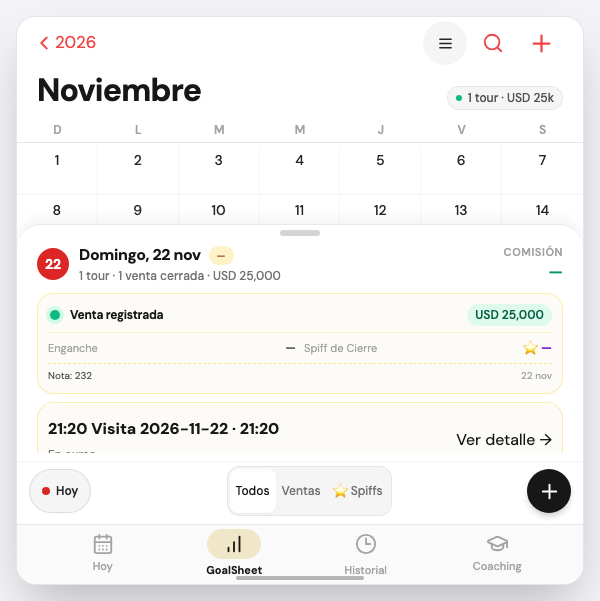 2026
Noviembre
1 tour · USD 25k
D L M M J V S
1 2 3 4 5 6 7
8 9 10 11 12 13 14
22
Domingo, 22 nov –
COMISIÓN
1 tour · 1 venta cerrada · USD 25,000
—
Venta registrada
USD 25,000
Enganche — Spiff de Cierre ⭐ —
Nota: 232
22 nov
21:20 Visita 2026-11-22 · 21:20
Ver detalle →
Hoy
Todos Ventas ⭐ Spiffs
Hoy GoalSheet Historial Coaching